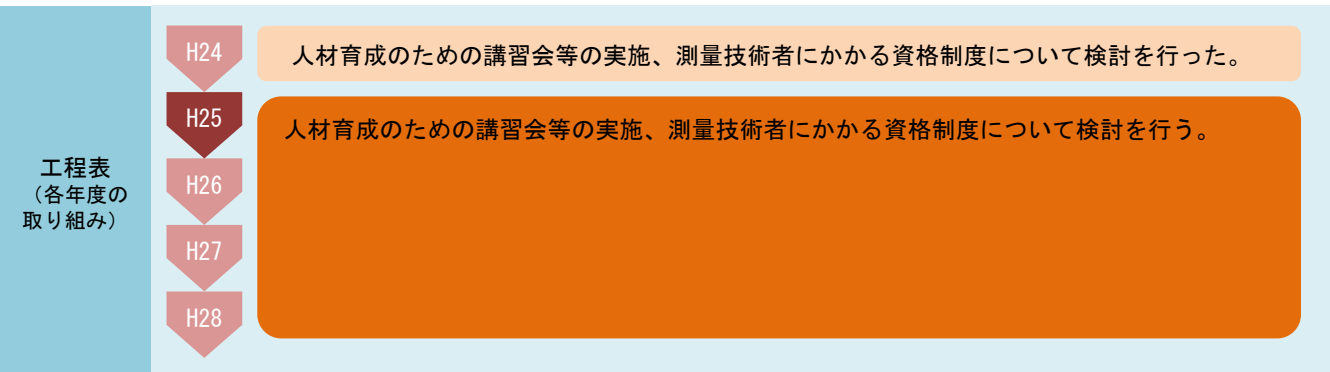 工程表
（各年度の
取り組み）
H24
人材育成のための講習会等の実施、測量技術者にかかる資格制度について検討を行った。
H25
人材育成のための講習会等の実施、測量技術者にかかる資格制度について検討を行う。
H26
H27
H28